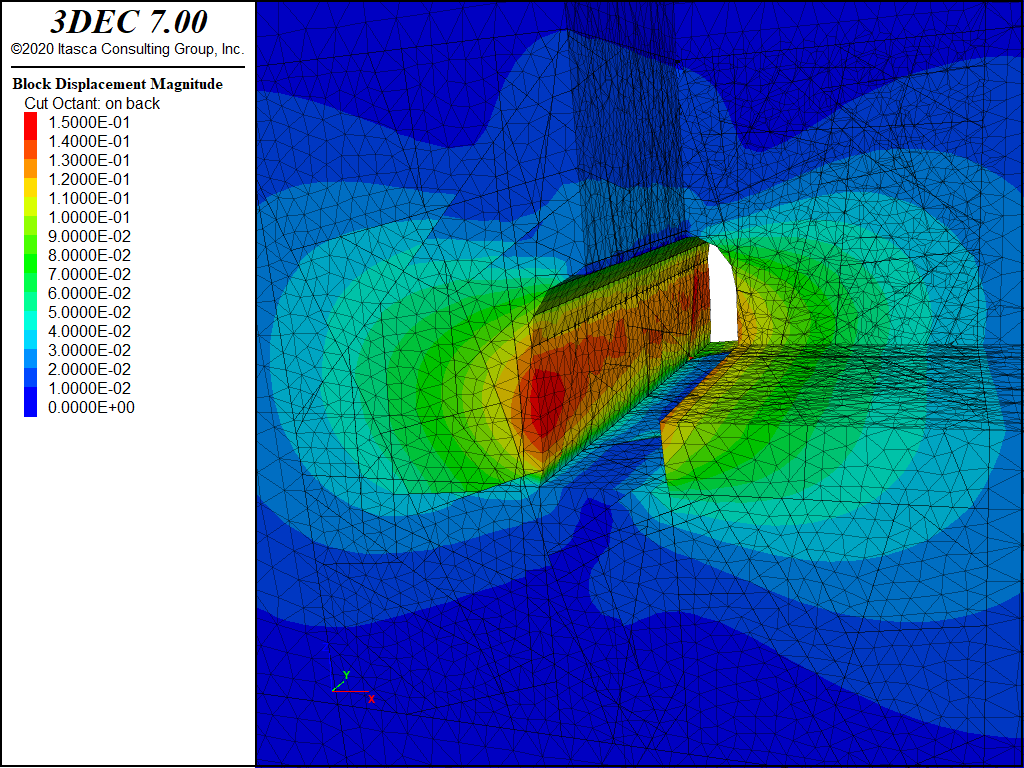 3DEC 7.00
©2020 Itasca Consulting Group, Inc.
Block Displacement Magnitude
Cut Octant: on back
1.5000E-01
1.4000E-01
1.3000E-01
1.2000E-01
1.1000E-01
1.0000E-01
9.0000E-02
8.0000E-02
7.0000E-02
6.0000E-02
5.0000E-02
4.0000E-02
3.0000E-02
2.0000E-02
1.0000E-02
0.0000E+00
Y
X